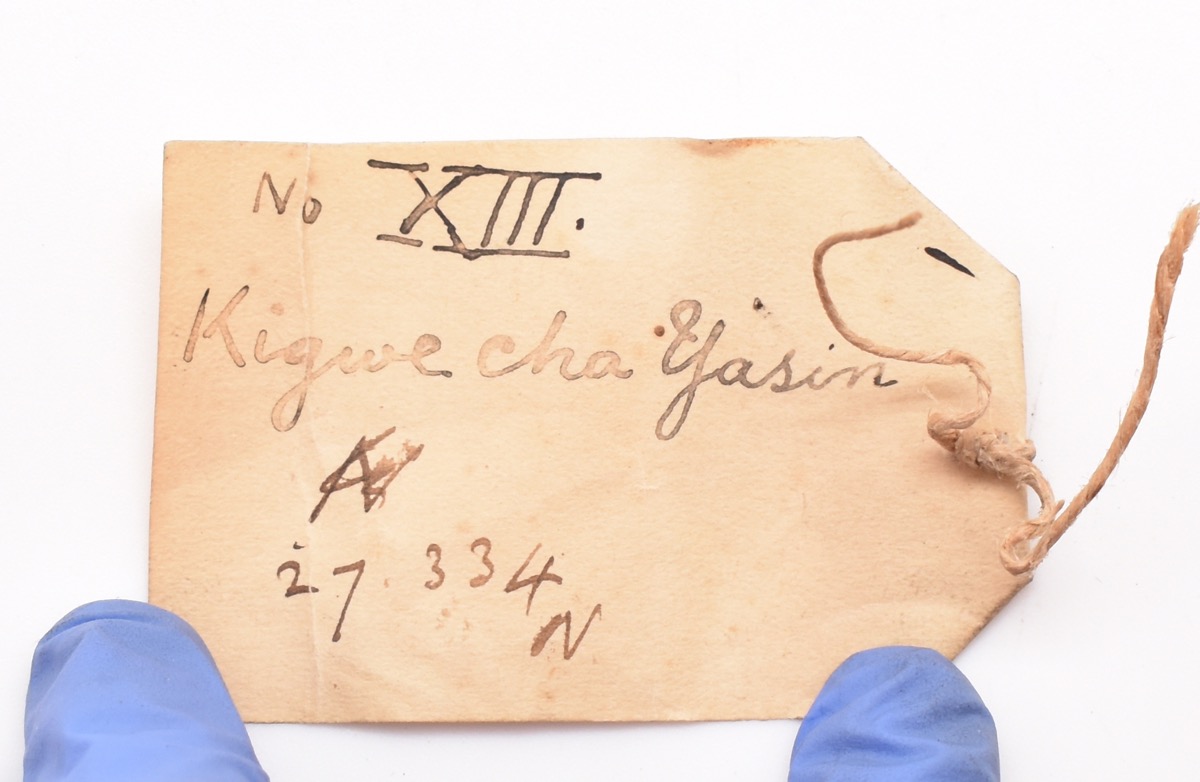 No XIII.
Kigwe cha Yasin
27 334
N